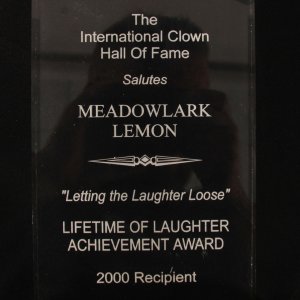 The
International Clown
Hall Of Fame
Salutes
MEADOWLARK
LEMON
"Letting the Laughter Loose"
LIFETIME OF LAUGHTER
ACHIEVEMENT AWARD
2000 Recipient